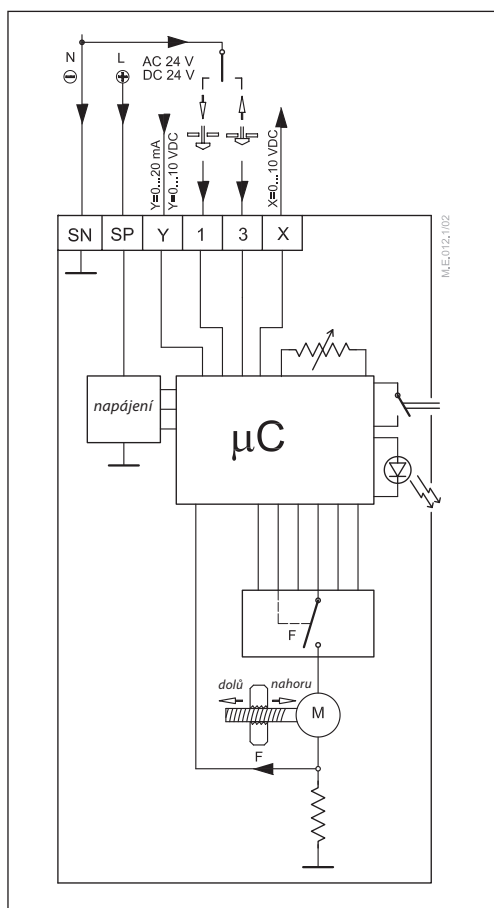 N
L
AC 24 V
DC 24 V
Y=0...20 mA
Y=0...10 VDC
X=0...10 VDC
SN
SP
Y
1
3
X
M.E.012.1/02
napájení
µC
F
dolů
nahoru
M
F